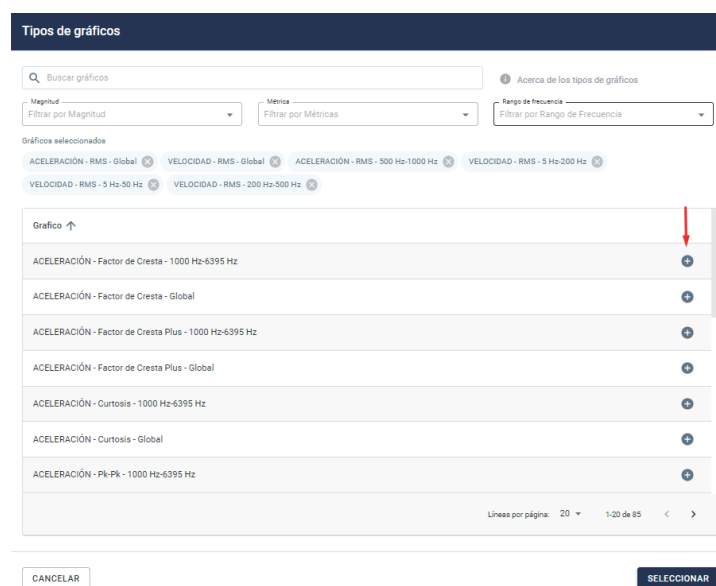 Tipos de gráficos
Buscar gráficos
Acerca de los tipos de gráficos
Magnitud
Filtrar por Magnitud
Métrica
Filtrar por Métricas
Rango de frecuencia
Filtrar por Rango de Frecuencia
Gráficos seleccionados
ACELERACIÓN - RMS - Global
VELOCIDAD - RMS - Global
ACELERACIÓN - RMS - 500 Hz-1000 Hz
VELOCIDAD - RMS - 5 Hz-200 Hz
VELOCIDAD - RMS - 5 Hz-50 Hz
VELOCIDAD - RMS - 200 Hz-500 Hz
Grafico
ACELERACIÓN - Factor de Cresta - 1000 Hz-6395 Hz
ACELERACIÓN - Factor de Cresta - Global
ACELERACIÓN - Factor de Cresta Plus - 1000 Hz-6395 Hz
ACELERACIÓN - Factor de Cresta Plus - Global
ACELERACIÓN - Curtosis - 1000 Hz-6395 Hz
ACELERACIÓN - Curtosis - Global
ACELERACIÓN - Pk-Pk - 1000 Hz-6395 Hz
Líneas por página: 20 1-20 de 85
CANCELAR
SELECCIONAR